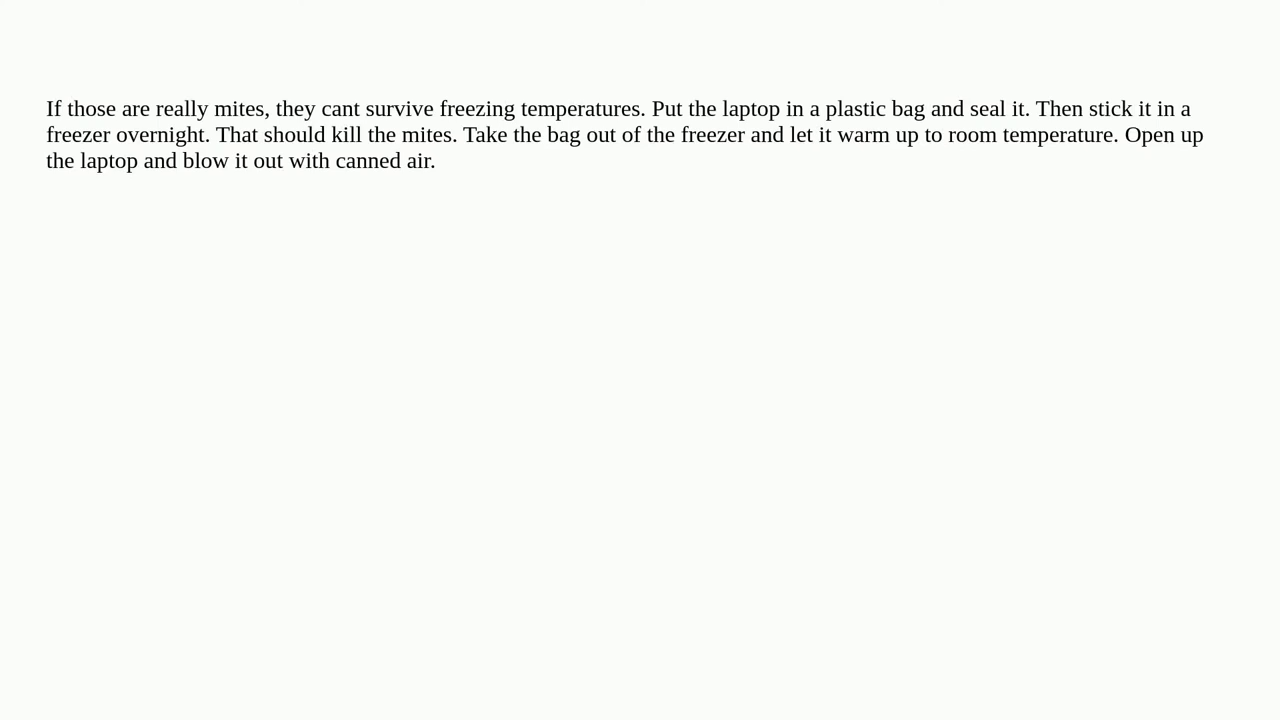 If those are really mites, they cant survive freezing temperatures. Put the laptop in a plastic bag and seal it. Then stick it in a
freezer overnight. That should kill the mites. Take the bag out of the freezer and let it warm up to room temperature. Open up
the laptop and blow it out with canned air.